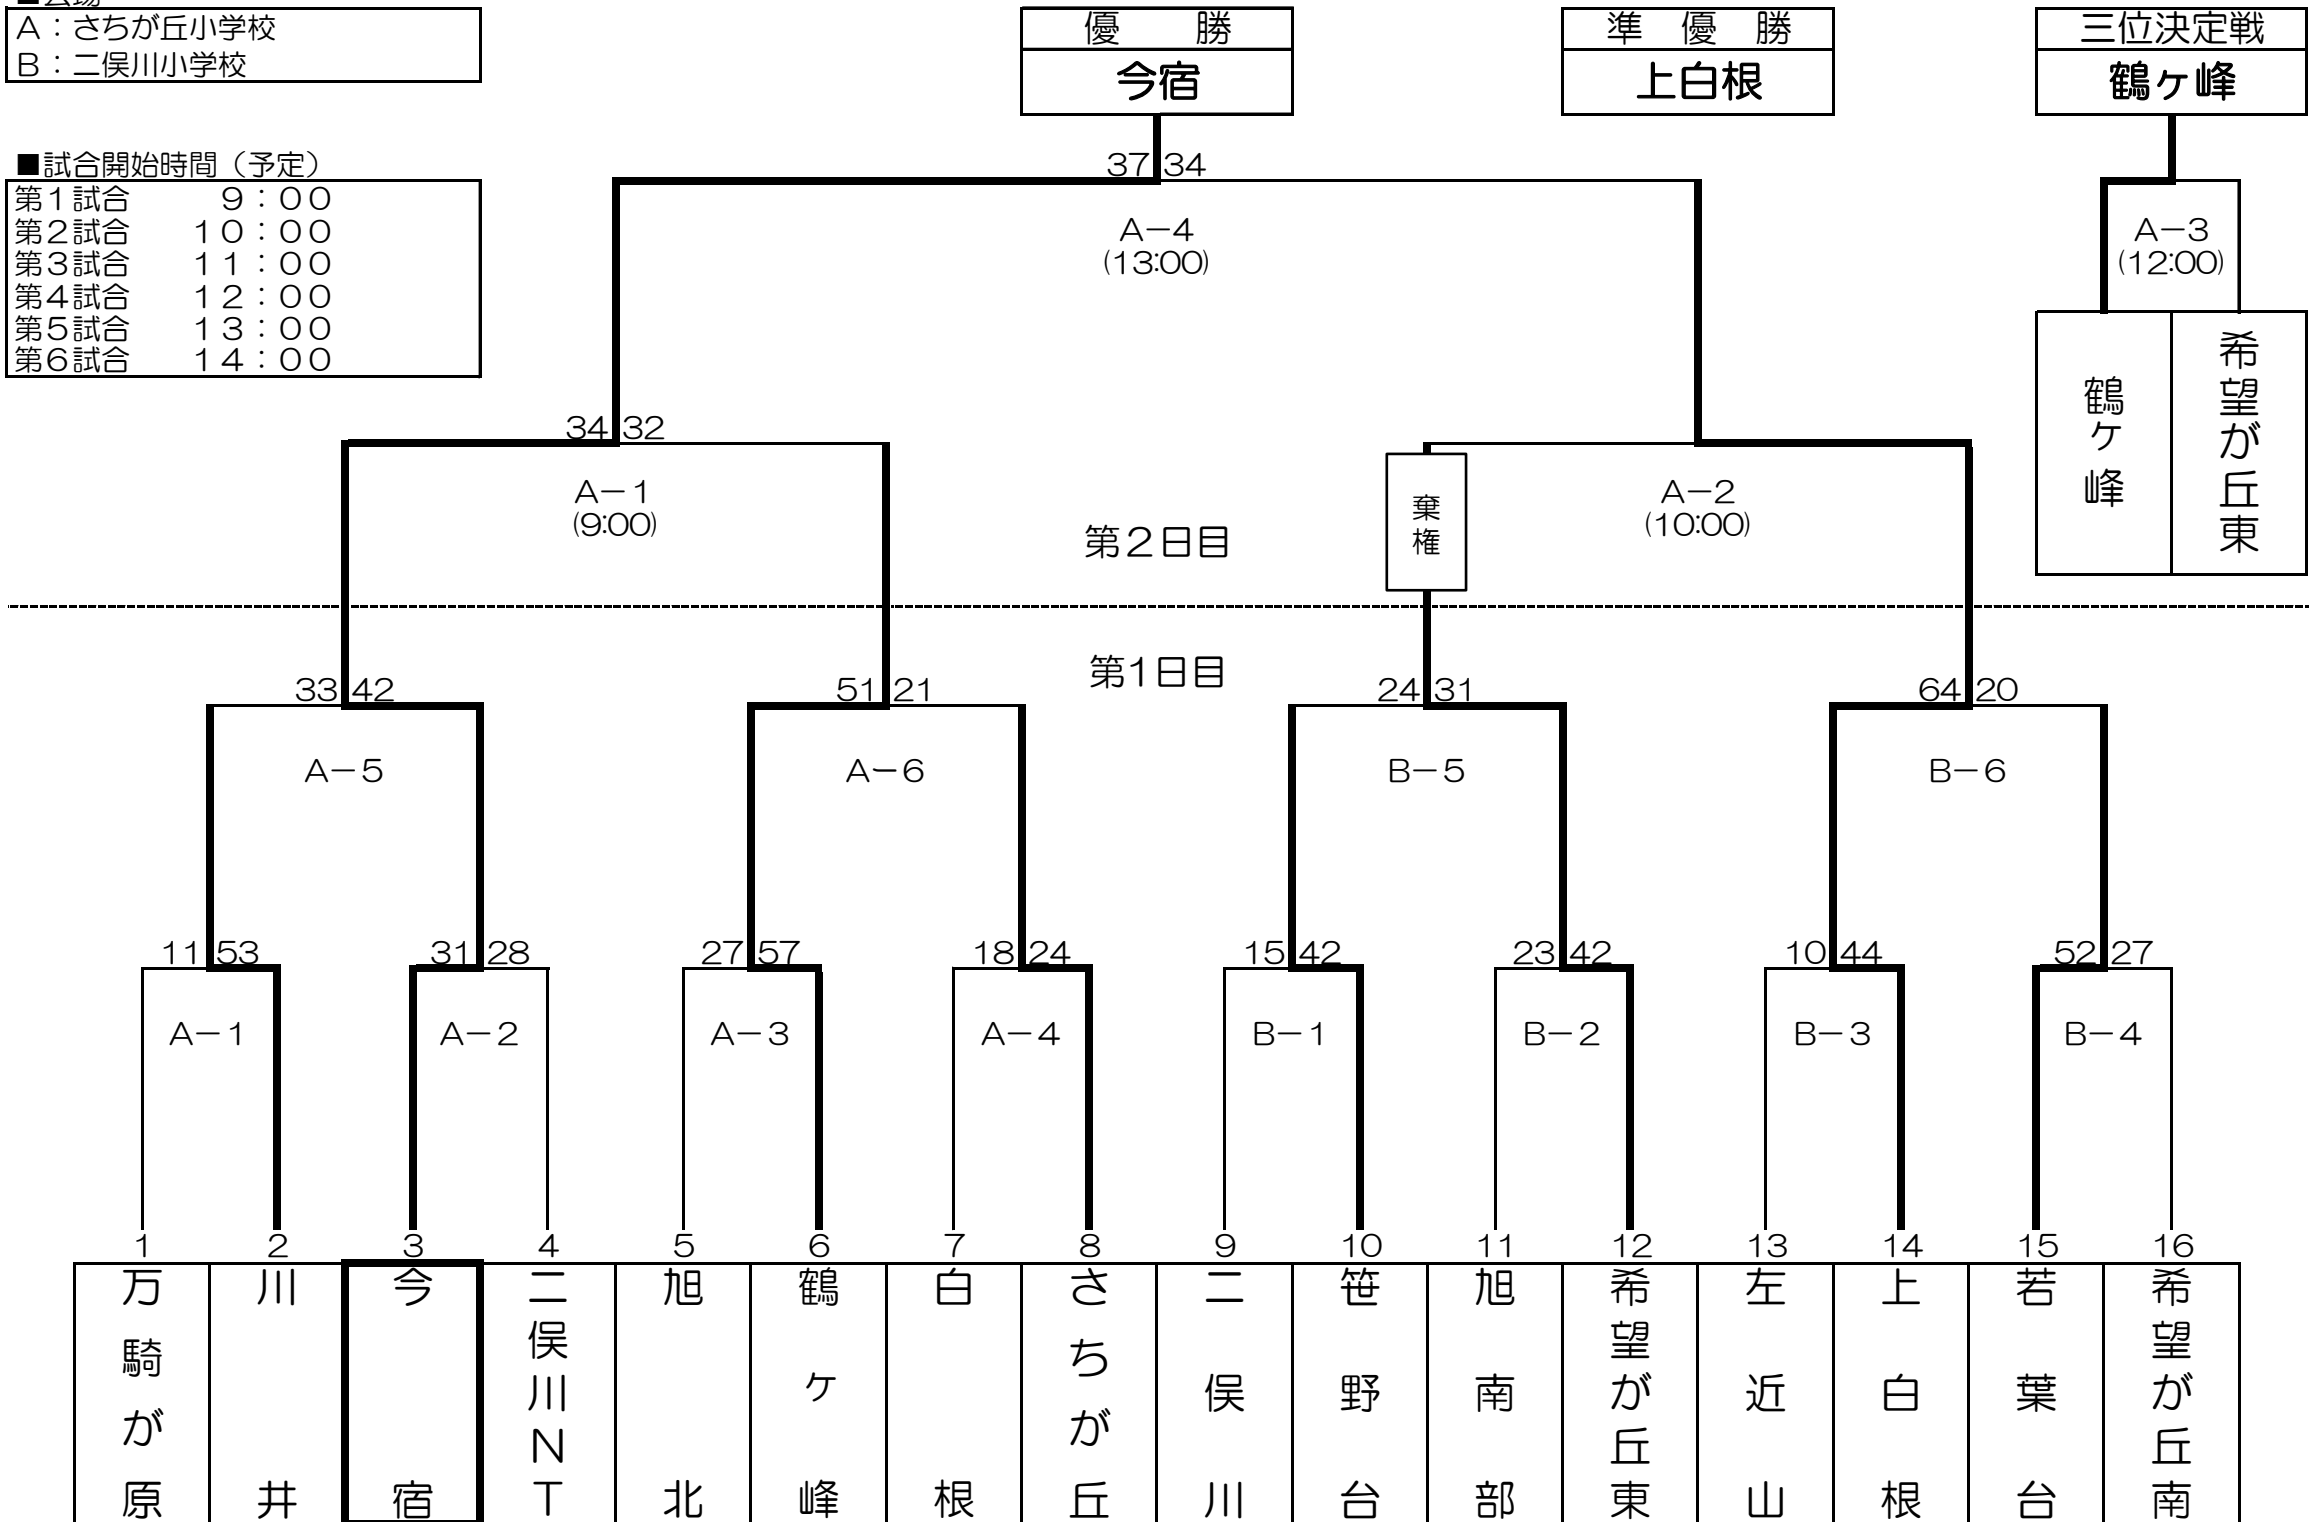 A：さちが丘小学校
B：二俣川小学校
優　勝
今宿
準　優　勝
上白根
三位決定戦
鶴ヶ峰
■試合開始時間（予定）
第1試合　9：00
第2試合　10：00
第3試合　11：00
第4試合　12：00
第5試合　13：00
第6試合　14：00
37 34
A－4
(13:00)
A－3
(12:00)
鶴ヶ峰
希望が丘東
34 32
A－1
(9:00)
棄権
A－2
(10:00)
第2日目
第1日目
33 42
51 21
24 31
64 20
A－5
A－6
B－5
B－6
11 53
31 28
27 57
18 24
15 42
23 42
10 44
52 27
A－1
A－2
A－3
A－4
B－1
B－2
B－3
B－4
1 2 3 4 5 6 7 8 9 10 11 12 13 14 15 16
万騎が原
川井
今宿
二俣川NT
旭北
鶴ヶ峰
白根
さちが丘
二俣川
笹野台
旭南部
希望が丘東
左近山
上白根
若葉台
希望が丘南